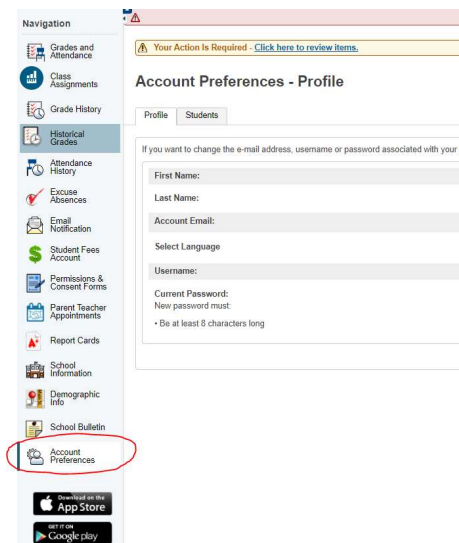 Navigation
Grades and
Attendance
Class
Assignments
Grade History
Historical
Grades
Attendance
History
Excuse
Absences
Email
Notification
Student Fees
Account
Permissions &
Consent Forms
Parent Teacher
Appointments
Report Cards
School
Information
Demographic
Info
School Bulletin
Account
Preferences
Download on the
App Store
GET IT ON
Google play
Your Action Is Required - Click here to review items.
Account Preferences - Profile
Profile Students
If you want to change the e-mail address, username or password associated with your
First Name:
Last Name:
Account Email:
Select Language
Username:
Current Password:
New password must:
• Be at least 8 characters long